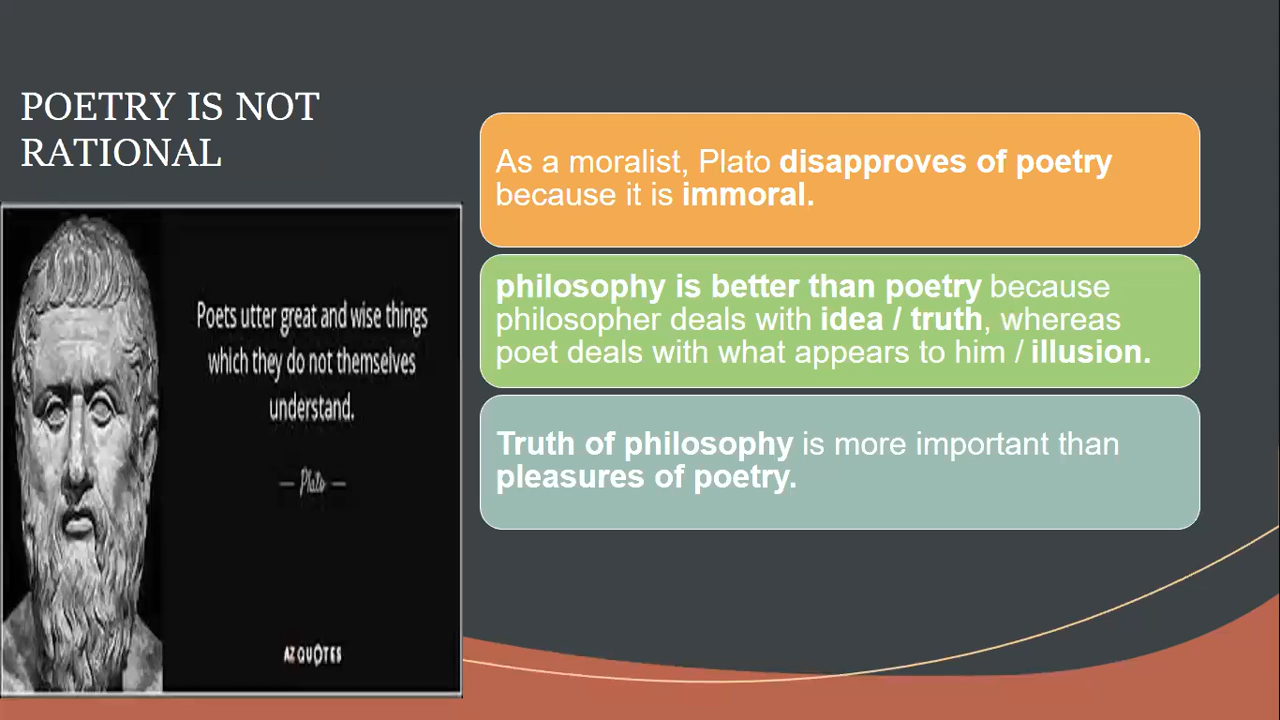 POETRY IS NOT
RATIONAL
Poets utter great and wise things
which they do not themselves
understand.
— Plato —
AZ QUOTES
As a moralist, Plato disapproves of poetry
because it is immoral.
philosophy is better than poetry because
philosopher deals with idea / truth, whereas
poet deals with what appears to him / illusion.
Truth of philosophy is more important than
pleasures of poetry.